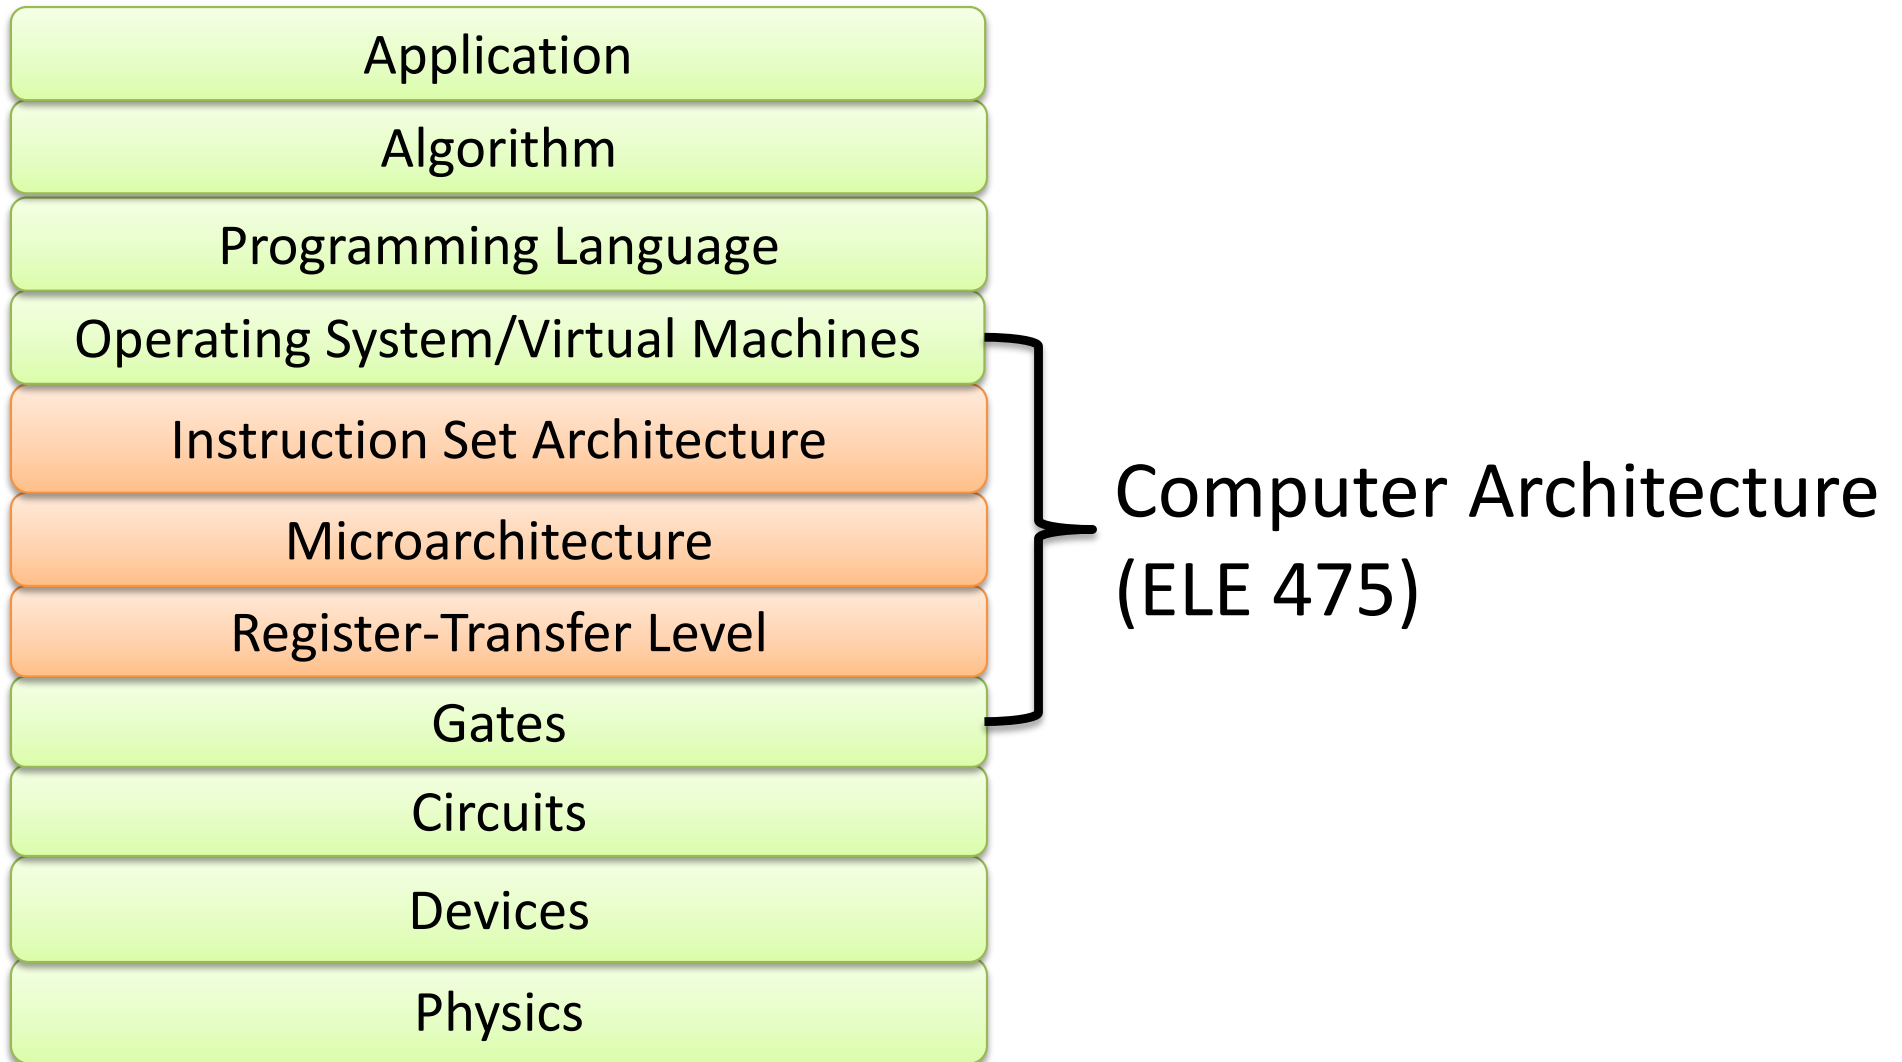 Application
Algorithm
Programming Language
Operating System/Virtual Machines
Instruction Set Architecture
Microarchitecture
Register-Transfer Level
Gates
Circuits
Devices
Physics
Computer Architecture
(ELE 475)